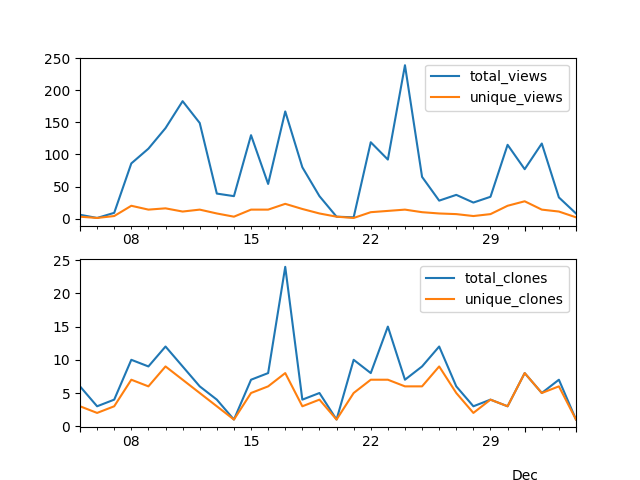 250
200
150
100
50
0
total_views
unique_views
08 15 22 29
25
20
15
10
5
0
total_clones
unique_clones
08 15 22 29
Dec